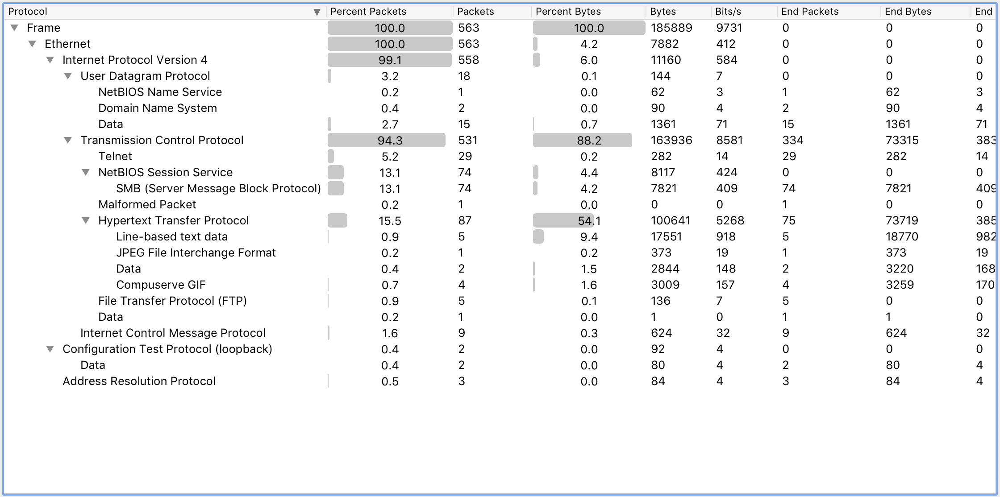 Protocol ▼ Percent Packets Packets Percent Bytes Bytes Bits/s End Packets End Bytes End
Frame 100.0 563 100.0 185889 9731 0 0 0
Ethernet 100.0 563 4.2 7882 412 0 0 0
Internet Protocol Version 4 99.1 558 6.0 11160 584 0 0 0
User Datagram Protocol 3.2 18 0.1 144 7 0 0 0
NetBIOS Name Service 0.2 1 0.0 62 3 1 62 3
Domain Name System 0.4 2 0.0 90 4 2 90 4
Data 2.7 15 0.7 1361 71 15 1361 71
Transmission Control Protocol 94.3 531 88.2 163936 8581 334 73315 383
Telnet 5.2 29 0.2 282 14 29 282 14
NetBIOS Session Service 13.1 74 4.4 8117 424 0 0 0
SMB (Server Message Block Protocol) 13.1 74 4.2 7821 409 74 7821 409
Malformed Packet 0.2 1 0.0 0 0 1 0 0
Hypertext Transfer Protocol 15.5 87 54.1 100641 5268 75 73719 385
Line-based text data 0.9 5 9.4 17551 918 5 18770 982
JPEG File Interchange Format 0.2 1 0.2 373 19 1 373 19
Data 0.4 2 1.5 2844 148 2 3220 168
Compuserve GIF 0.7 4 1.6 3009 157 4 3259 170
File Transfer Protocol (FTP) 0.9 5 0.1 136 7 5 0 0
Data 0.2 1 0.0 1 0 1 1 0
Internet Control Message Protocol 1.6 9 0.3 624 32 9 624 32
Configuration Test Protocol (loopback) 0.4 2 0.0 92 4 0 0 0
Data 0.4 2 0.0 80 4 2 80 4
Address Resolution Protocol 0.5 3 0.0 84 4 3 84 4